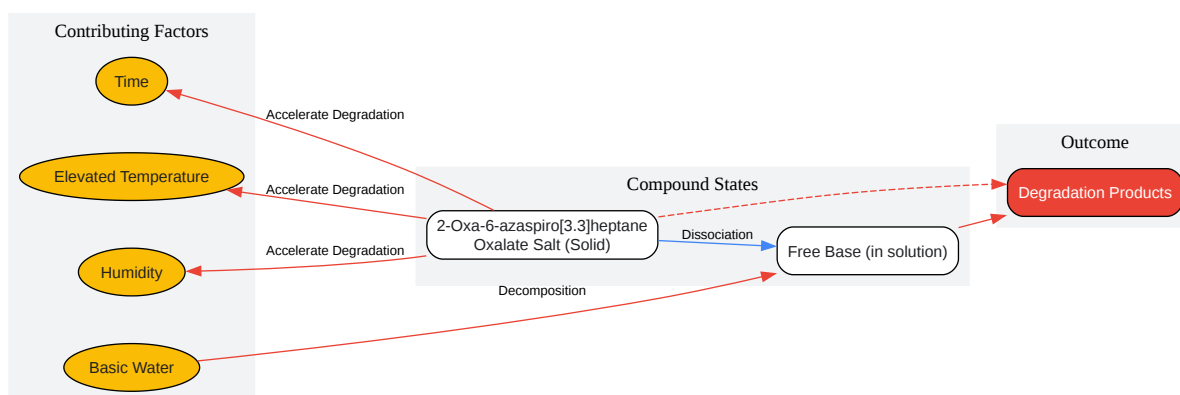 Contributing Factors
Time
Accelerate Degradation
Elevated Temperature
Accelerate Degradation
Humidity
Accelerate Degradation
Basic Water
Decomposition
Compound States
2-Oxa-6-azaspiro[3.3]heptane
Oxalate Salt (Solid)
Dissociation
Free Base (in solution)
Outcome
Degradation Products